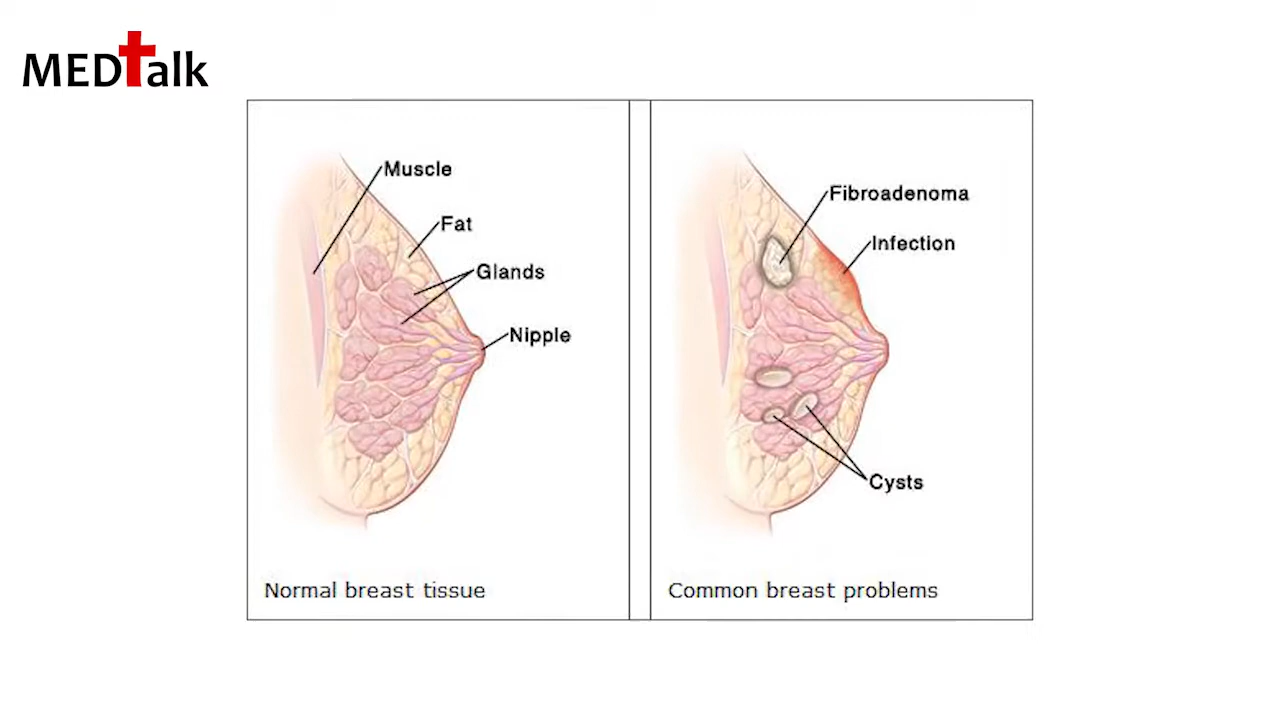 MEDTalk
Muscle
Fat
Glands
Nipple
Normal breast tissue
Fibroadenoma
Infection
Cysts
Common breast problems